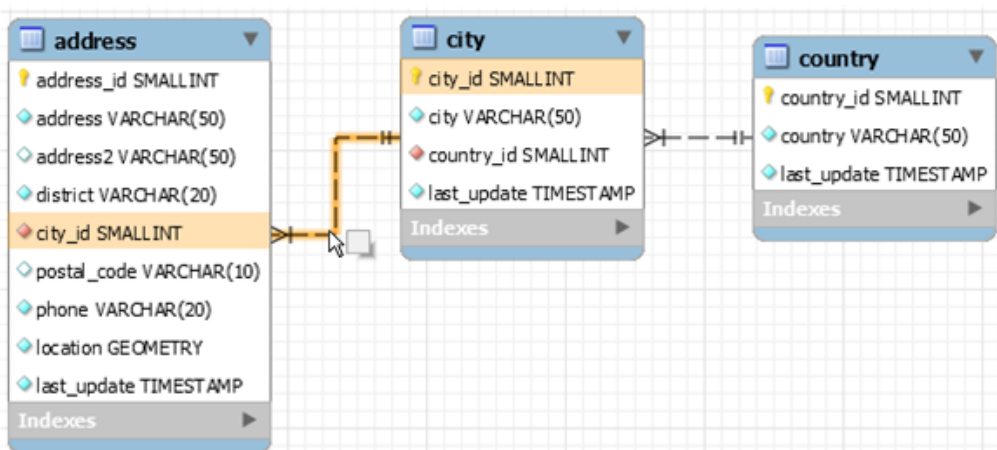 address
address_id SMALLINT
address VARCHAR(50)
address2 VARCHAR(50)
district VARCHAR(20)
city_id SMALLINT
postal_code VARCHAR(10)
phone VARCHAR(20)
location GEOMETRY
last_update TIMESTAMP
Indexes
city
city_id SMALLINT
city VARCHAR(50)
country_id SMALLINT
last_update TIMESTAMP
Indexes
country
country_id SMALLINT
country VARCHAR(50)
last_update TIMESTAMP
Indexes